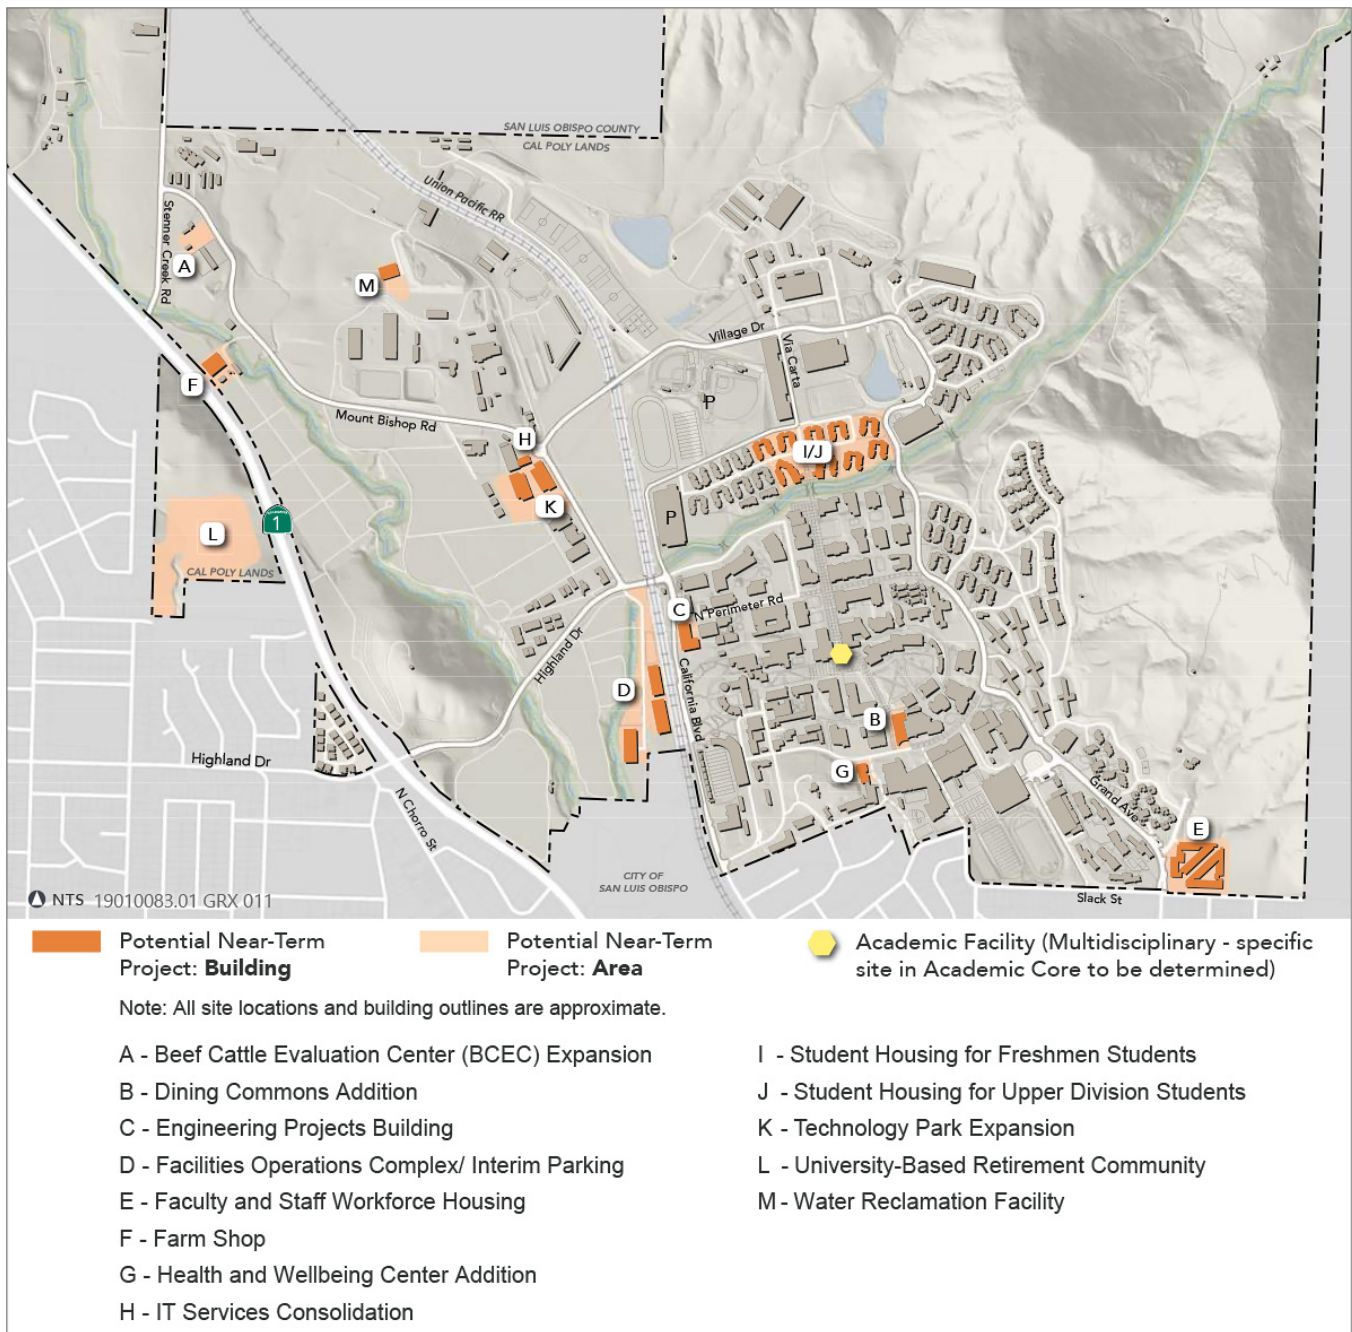 SAN LUIS OBISPO COUNTY
CAL POLY LANDS
Union Pacific RR
Stenner Creek Rd
A
M
Village Dr
Via Carta
P
F
Mount Bishop Rd
H
I/J
K
P
L
1
CAL POLY LANDS
C
N Perimeter Rd
Highland Dr
D
California Blvd
B
Highland Dr
G
N Chorro St
Grand Ave
E
CITY OF
SAN LUIS OBISPO
Slack St
NTS 19010083.01 GRX 011
Potential Near-Term
Project: Building
Potential Near-Term
Project: Area
Academic Facility (Multidisciplinary - specific
site in Academic Core to be determined)
Note: All site locations and building outlines are approximate.
A - Beef Cattle Evaluation Center (BCEC) Expansion
B - Dining Commons Addition
C - Engineering Projects Building
D - Facilities Operations Complex/ Interim Parking
E - Faculty and Staff Workforce Housing
F - Farm Shop
G - Health and Wellbeing Center Addition
H - IT Services Consolidation
I - Student Housing for Freshmen Students
J - Student Housing for Upper Division Students
K - Technology Park Expansion
L - University-Based Retirement Community
M - Water Reclamation Facility